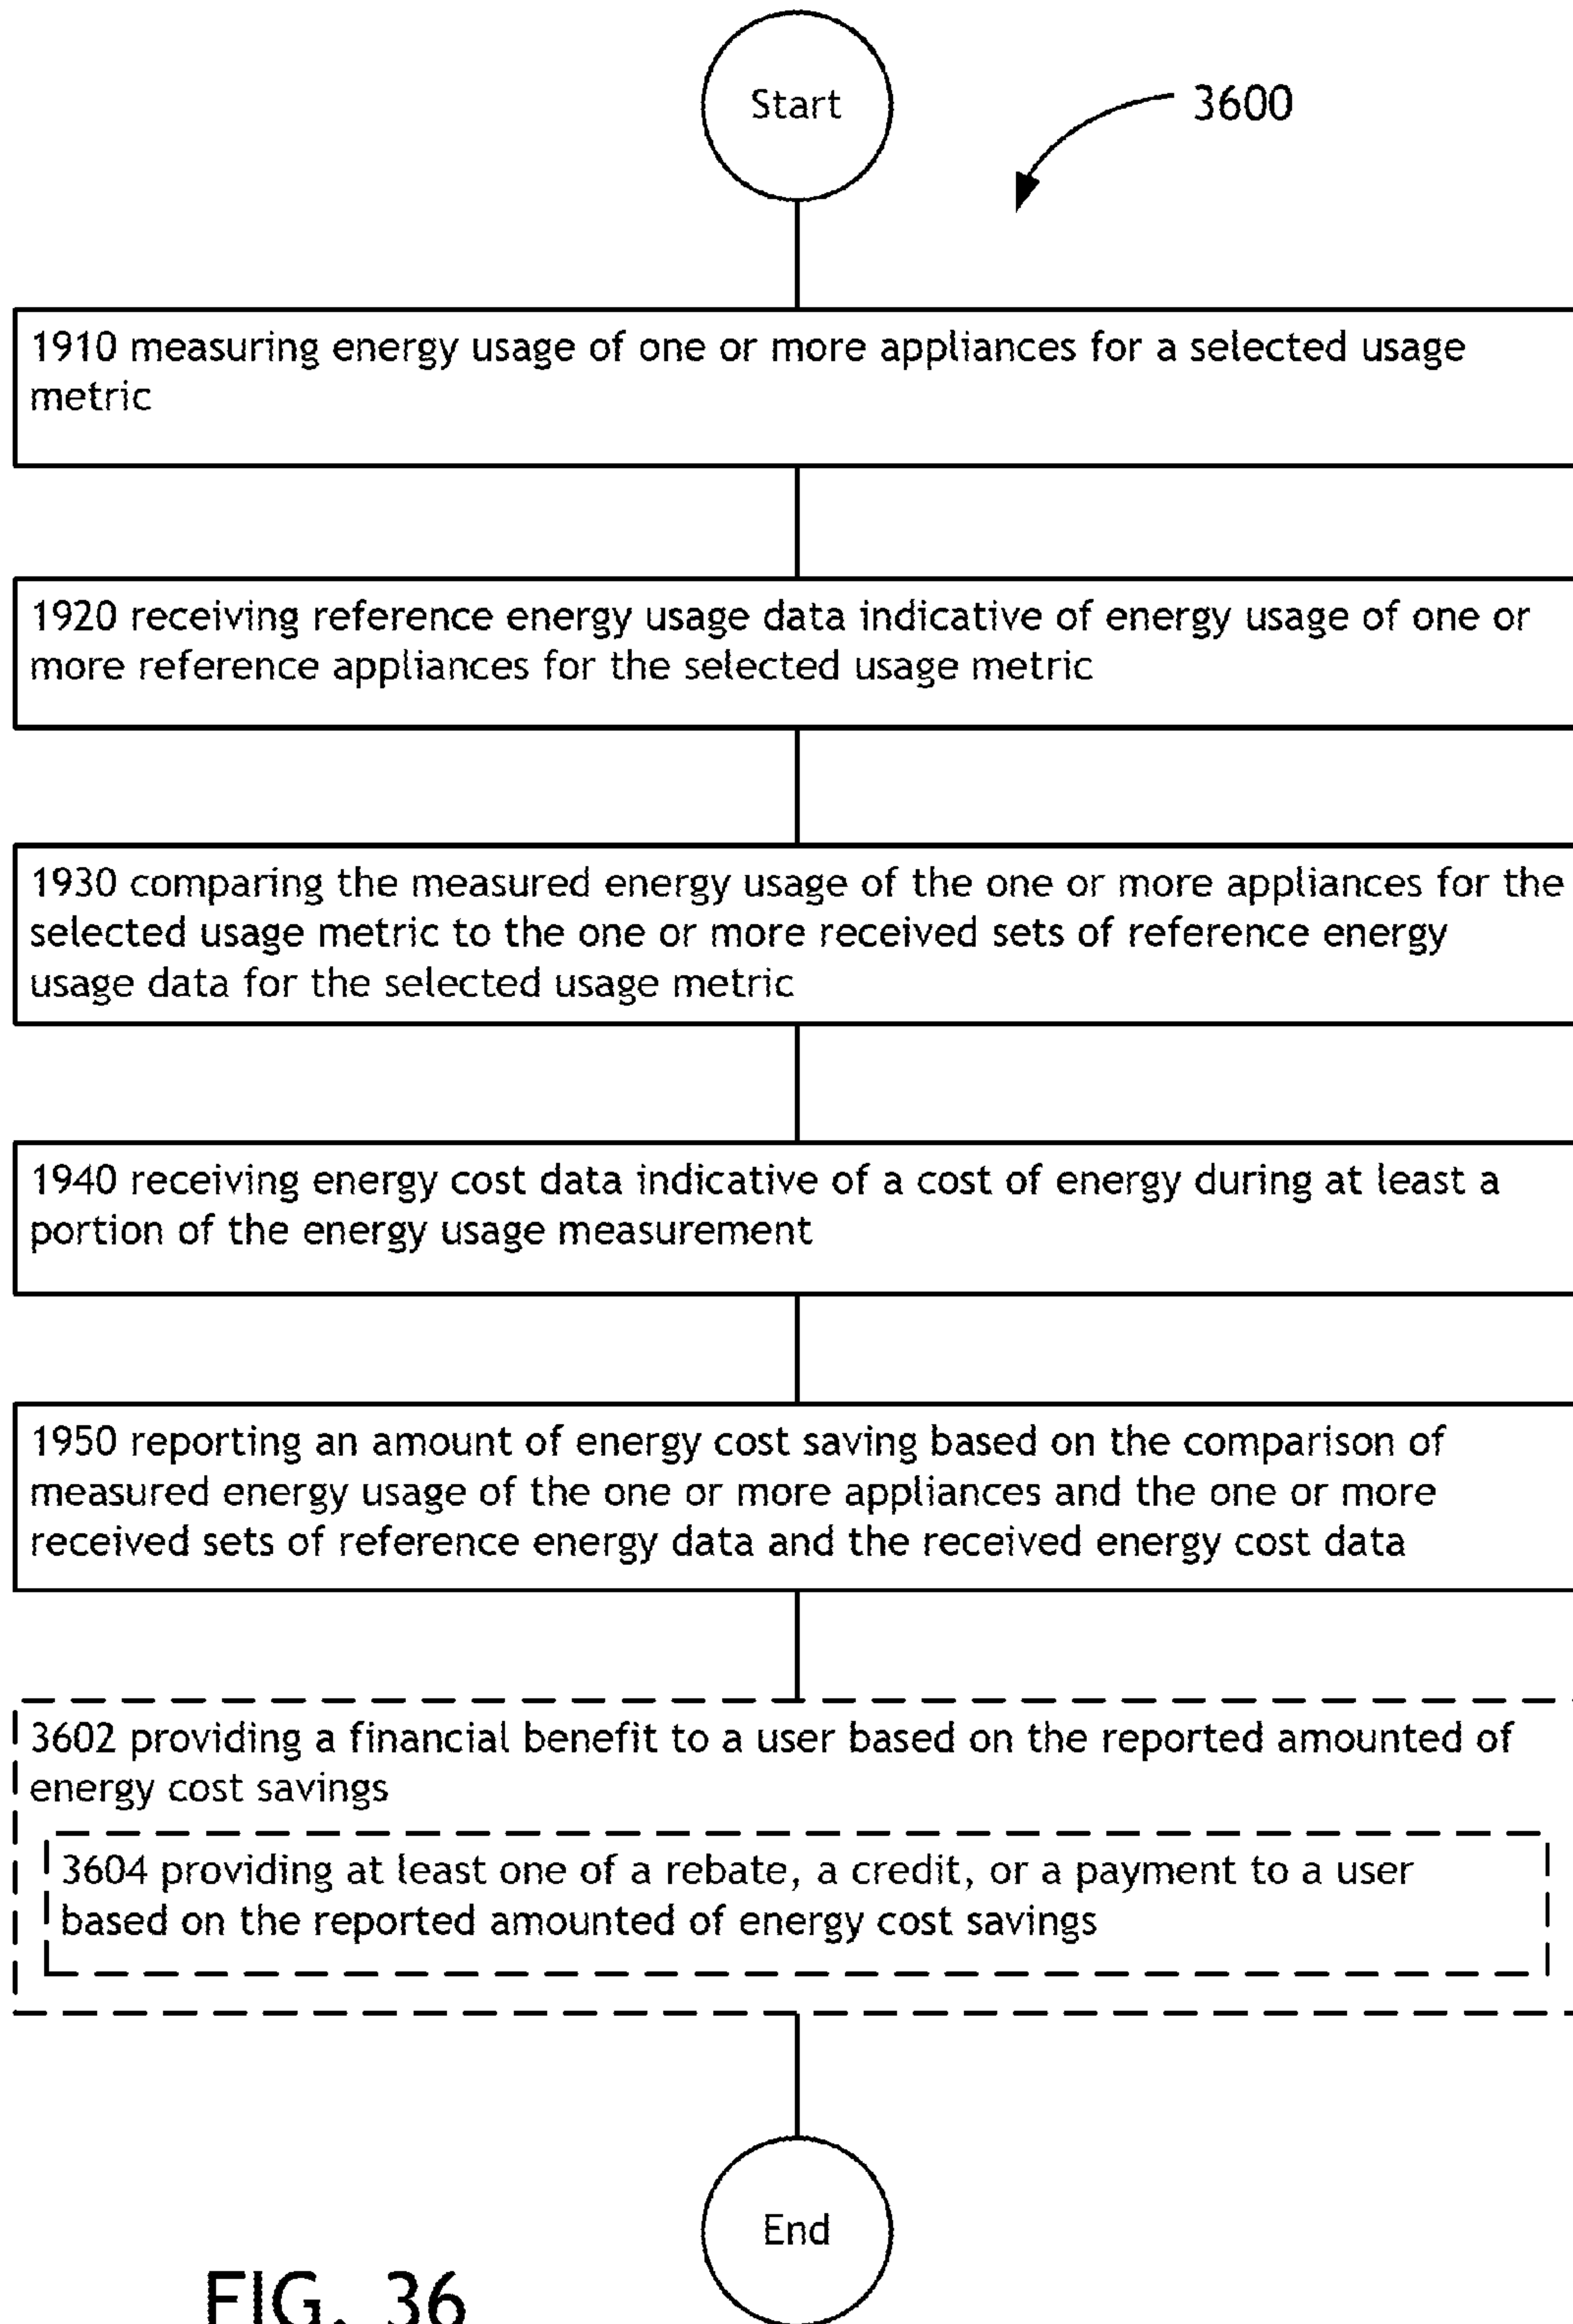 Start
3600
1910 measuring energy usage of one or more appliances for a selected usage
metric
1920 receiving reference energy usage data indicative of energy usage of one or
more reference appliances for the selected usage metric
1930 comparing the measured energy usage of the one or more appliances for the
selected usage metric to the one or more received sets of reference energy
usage data for the selected usage metric
1940 receiving energy cost data indicative of a cost of energy during at least a
portion of the energy usage measurement
1950 reporting an amount of energy cost saving based on the comparison of
measured energy usage of the one or more appliances and the one or more
received sets of reference energy data and the received energy cost data
3602 providing a financial benefit to a user based on the reported amounted of
energy cost savings
3604 providing at least one of a rebate, a credit, or a payment to a user
based on the reported amounted of energy cost savings
End
FIG. 36